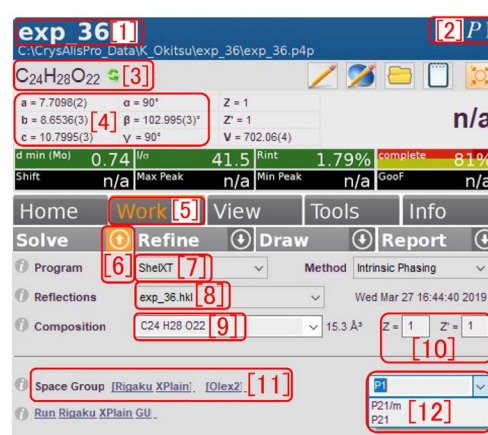 exp_36 [1] [2] P1
C:\CrysAlisPro_Data\K_Okitsu\exp_36\exp_36.p4p
C24H28O22 [3]
a = 7.7098(2) α = 90° Z = 1
b = 8.6536(3) [4] β = 102.995(3)° Z' = 1 n/a
c = 10.7995(3) γ = 90° V = 702.06(4)
d min (Mo) 0.74 I/σ 41.5 Rint 1.79% complete 81%
Shift n/a Max Peak n/a Min Peak n/a GooF n/a
Home Work [5] View Tools Info
Solve [6] Refine Draw Report
Program ShelXT [7] Method Intrinsic Phasing
Reflections exp_36.hkl [8] Wed Mar 27 16:44:40 2019
Composition C24 H28 O22 [9] 15.3 Å³ Z = 1 Z' = 1
[10]
Space Group [Rigaku XPlain] [Olex2] [11] P1
P21/m
Run Rigaku XPlain GUI P21 [12]